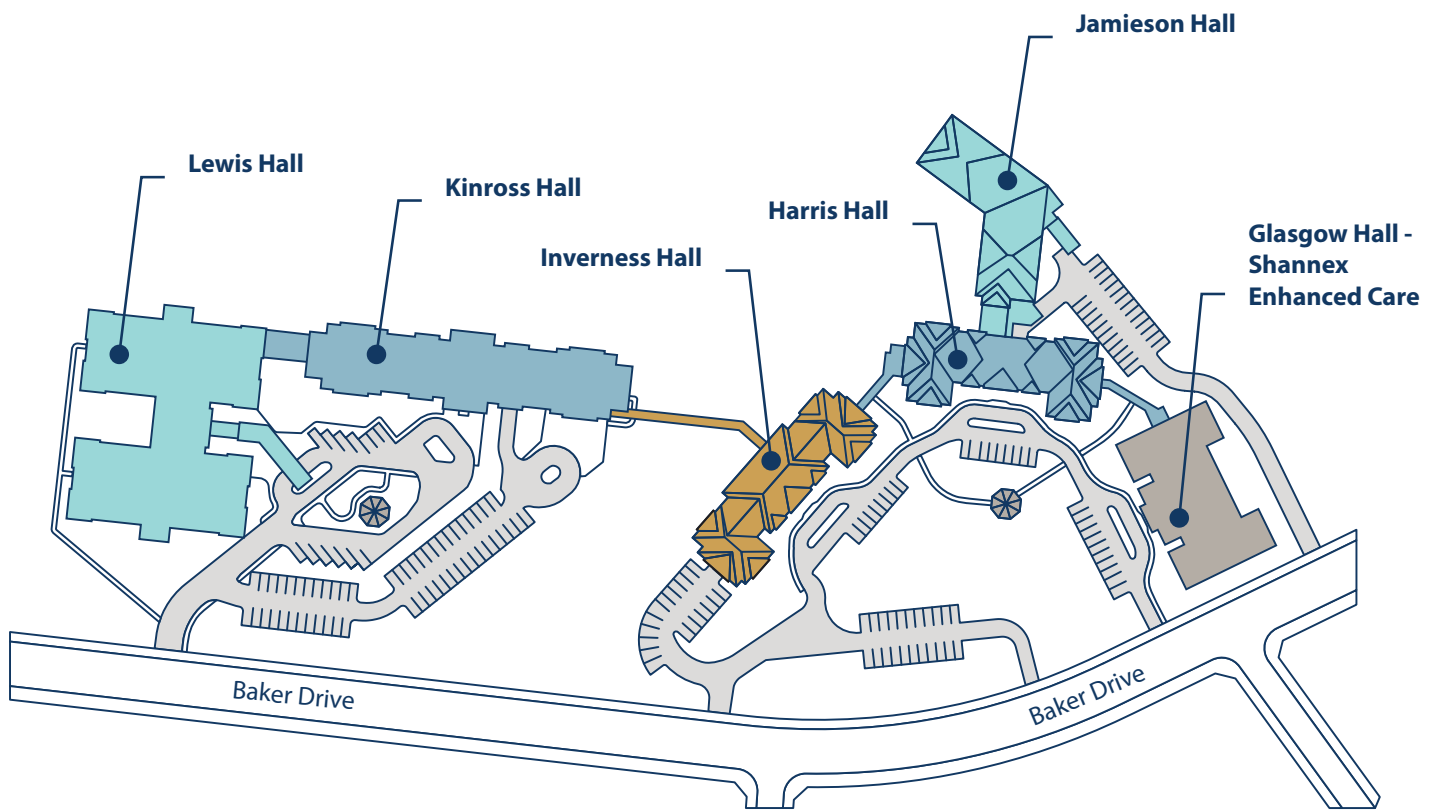 Jamieson Hall
Lewis Hall
Kinross Hall
Harris Hall
Inverness Hall
Glasgow Hall -
Shannex
Enhanced Care
Baker Drive
Baker Drive